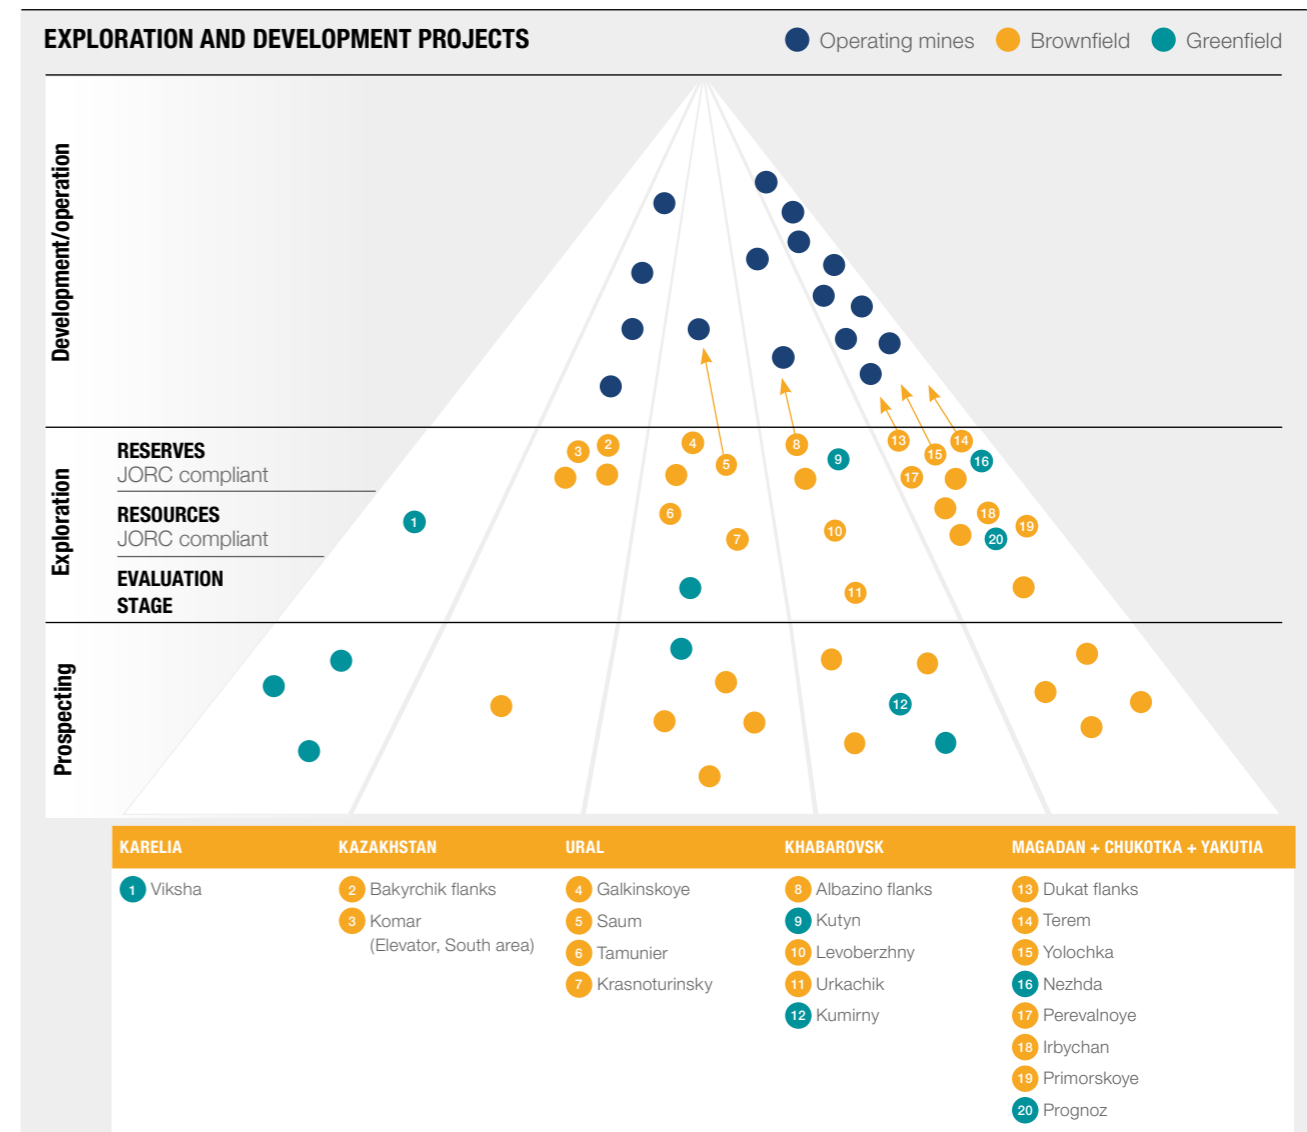 EXPLORATION AND DEVELOPMENT PROJECTS
Operating mines
Brownfield
Greenfield
Development/operation
Exploration
RESERVES
JORC compliant
RESOURCES
JORC compliant
EVALUATION
STAGE
Prospecting
3
2
4
5
8
9
13
15
14
16
17
1
6
7
10
18
19
20
11
12
KARELIA
1 Viksha
KAZAKHSTAN
2 Bakyrchik flanks
3 Komar
(Elevator, South area)
URAL
4 Galkinskoye
5 Saum
6 Tamunier
7 Krasnoturinsky
KHABAROVSK
8 Albazino flanks
9 Kutyn
10 Levoberzhny
11 Urkachik
12 Kumirny
MAGADAN + CHUKOTKA + YAKUTIA
13 Dukat flanks
14 Terem
15 Yolochka
16 Nezhda
17 Perevalnoye
18 Irbychan
19 Primorskoye
20 Prognoz